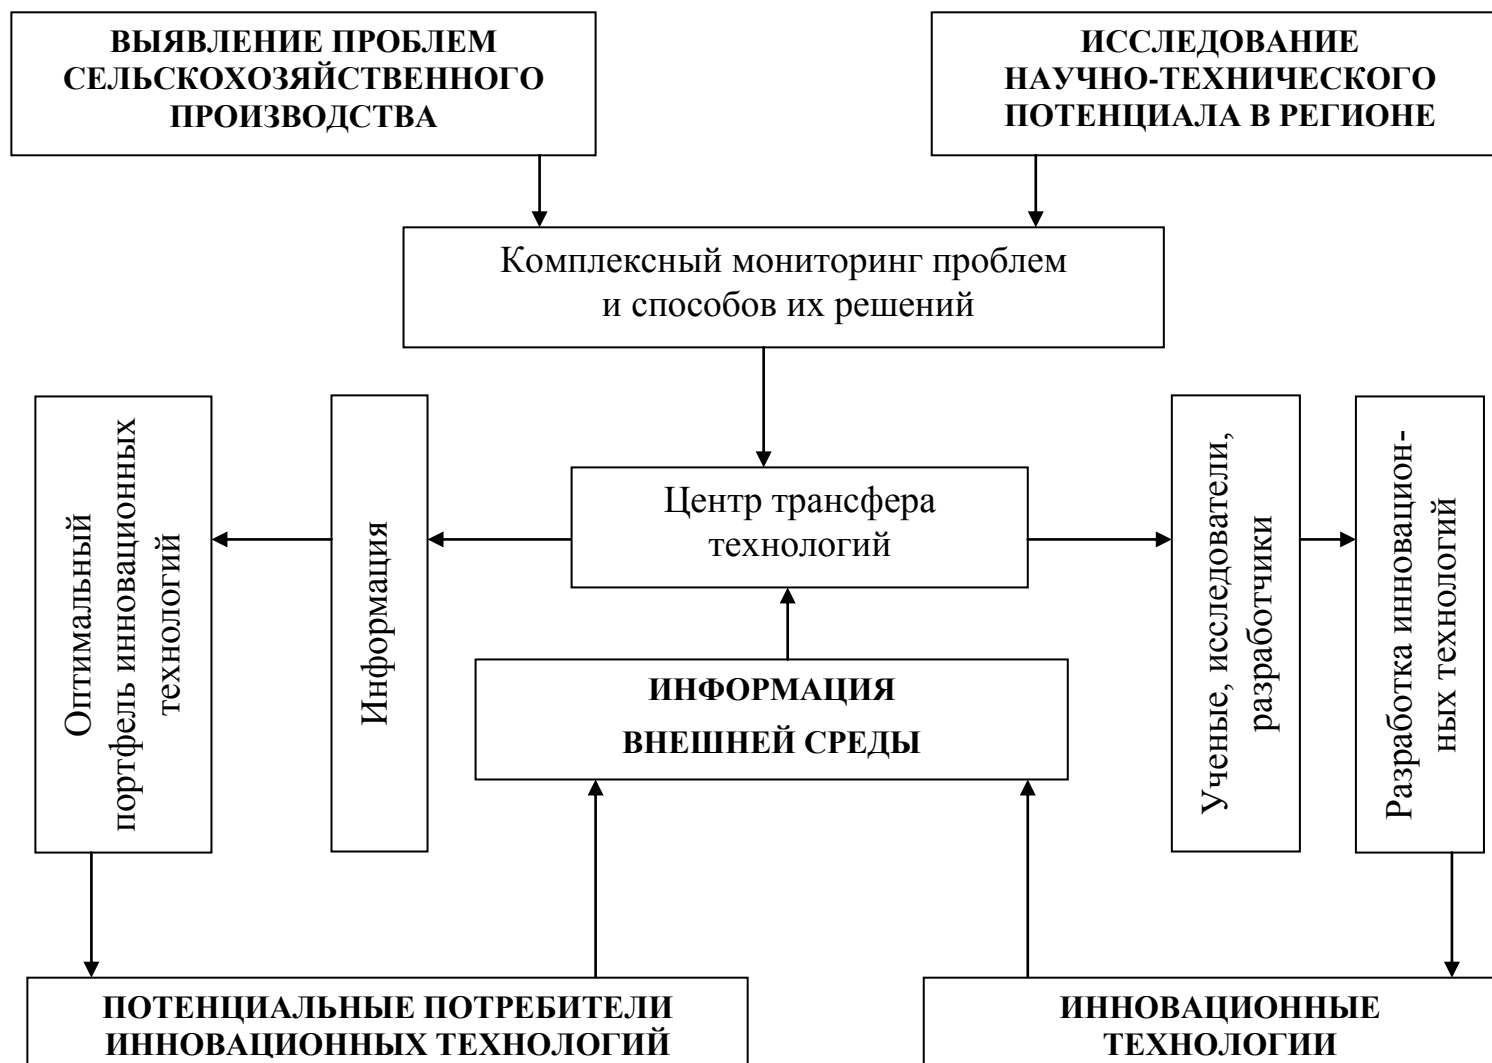 ВЫЯВЛЕНИЕ ПРОБЛЕМ
СЕЛЬСКОХОЗЯЙСТВЕННОГО
ПРОИЗВОДСТВА
ИССЛЕДОВАНИЕ
НАУЧНО-ТЕХНИЧЕСКОГО
ПОТЕНЦИАЛА В РЕГИОНЕ
Комплексный мониторинг проблем
и способов их решений
Оптимальный
портфель инновационных
технологий
Информация
Центр трансфера
технологий
Ученые, исследователи,
разработчики
Разработка инновацион-
ных технологий
ИНФОРМАЦИЯ
ВНЕШНЕЙ СРЕДЫ
ПОТЕНЦИАЛЬНЫЕ ПОТРЕБИТЕЛИ
ИННОВАЦИОННЫХ ТЕХНОЛОГИЙ
ИННОВАЦИОННЫЕ
ТЕХНОЛОГИИ